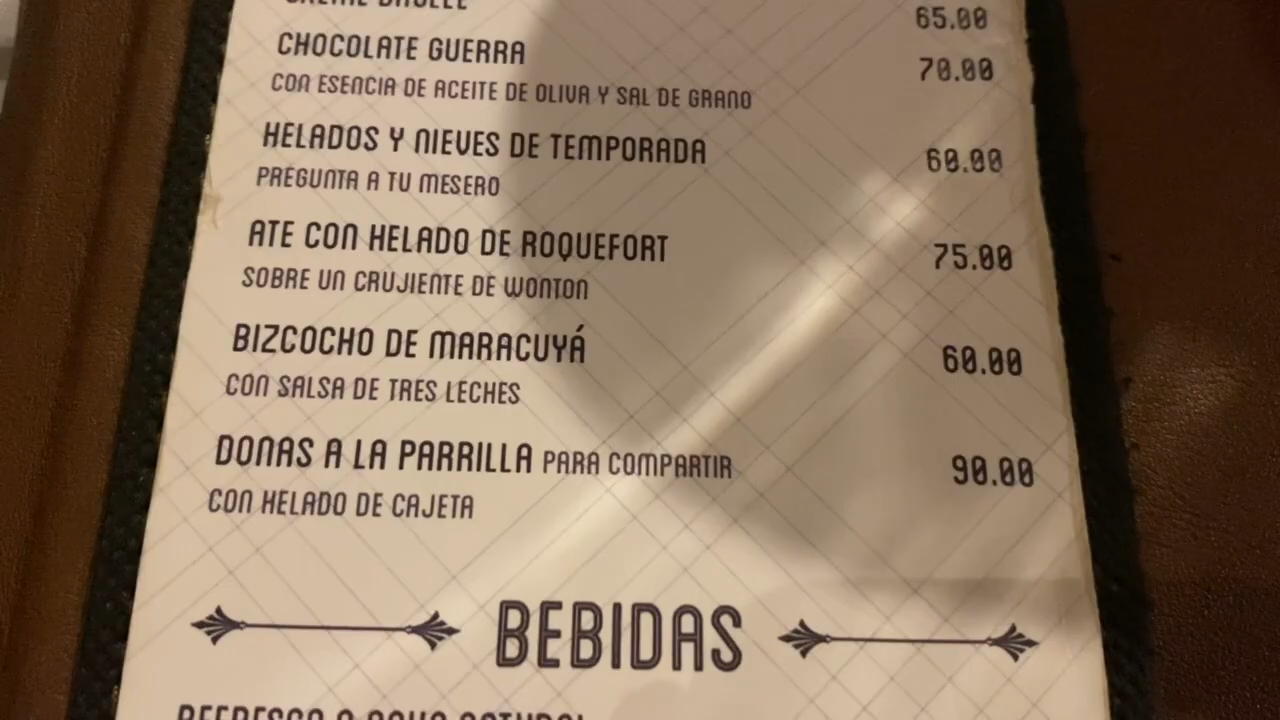 65.00
CHOCOLATE GUERRA 70.00
CON ESENCIA DE ACEITE DE OLIVA Y SAL DE GRANO
HELADOS Y NIEVES DE TEMPORADA 60.00
PREGUNTA A TU MESERO
ATE CON HELADO DE ROQUEFORT 75.00
SOBRE UN CRUJIENTE DE WONTON
BIZCOCHO DE MARACUYÁ 60.00
CON SALSA DE TRES LECHES
DONAS A LA PARRILLA PARA COMPARTIR 90.00
CON HELADO DE CAJETA
BEBIDAS